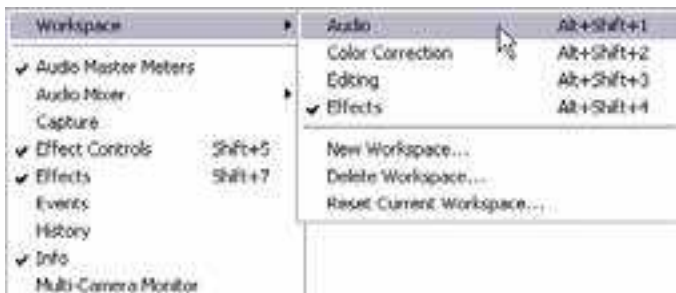 Workspace
Audio Master Meters
Audio Mixer
Capture
Effect Controls Shift+5
Effects Shift+7
Events
History
Info
Multi-Camera Monitor
Audio Alt+Shift+1
Color Correction Alt+Shift+2
Editing Alt+Shift+3
Effects Alt+Shift+4
New Workspace...
Delete Workspace...
Reset Current Workspace...